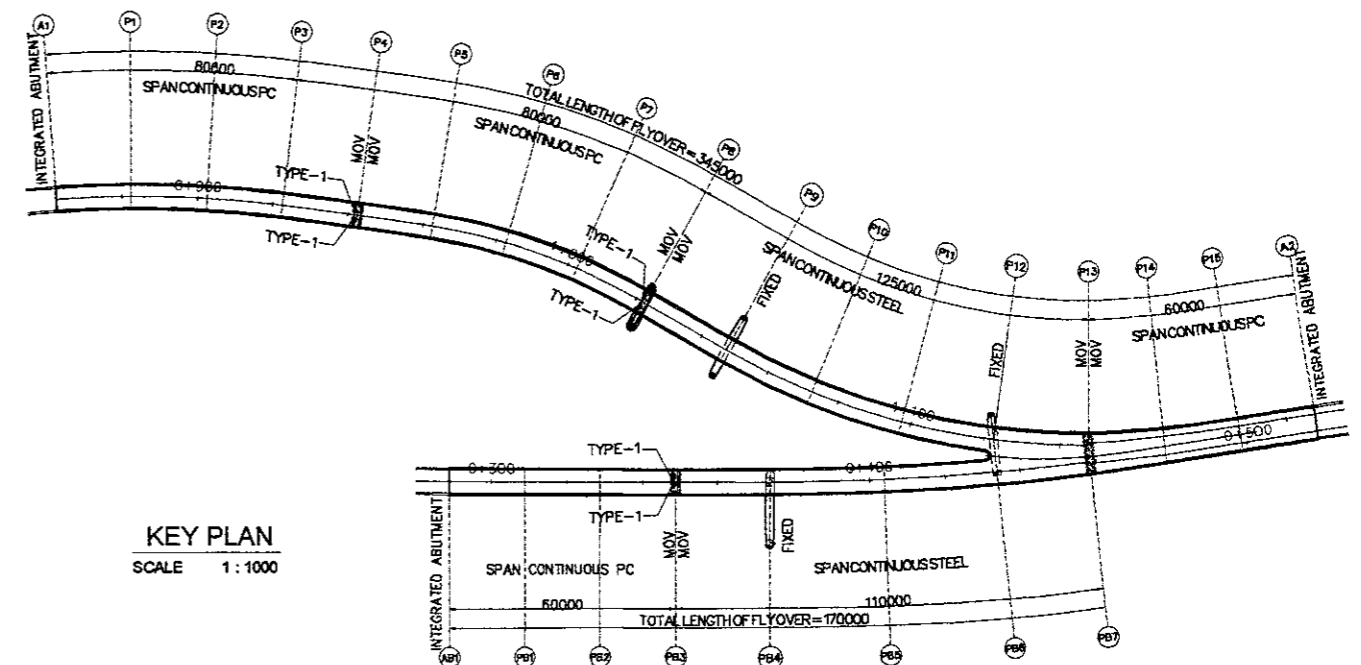 A1
P1
P2
P3
P4
P5
P6
P7
P8
P9
P10
P11
P12
P13
P14
P15
A2
INTEGRATED ABUTMENT
80000
SPAN CONTINUOUS PC
TOTAL LENGTH OF FLYOVER = 345000
80000
SPAN CONTINUOUS PC
125000
SPAN CONTINUOUS STEEL
60000
SPAN CONTINUOUS PC
INTEGRATED ABUTMENT
MOV
MOV
MOV
MOV
FIXED
FIXED
MOV
MOV
TYPE-1
TYPE-1
0+900
TYPE-1
TYPE-1
0+500
TYPE-1
TYPE-1
0+300
0+400
MOV
MOV
FIXED
INTEGRATED ABUTMENT
SPAN CONTINUOUS PC
SPAN CONTINUOUS STEEL
60000
110000
TOTAL LENGTH OF FLYOVER = 170000
AB1
PB1
PB2
PB3
PB4
PB5
PB6
PB7
KEY PLAN
SCALE 1 : 1000